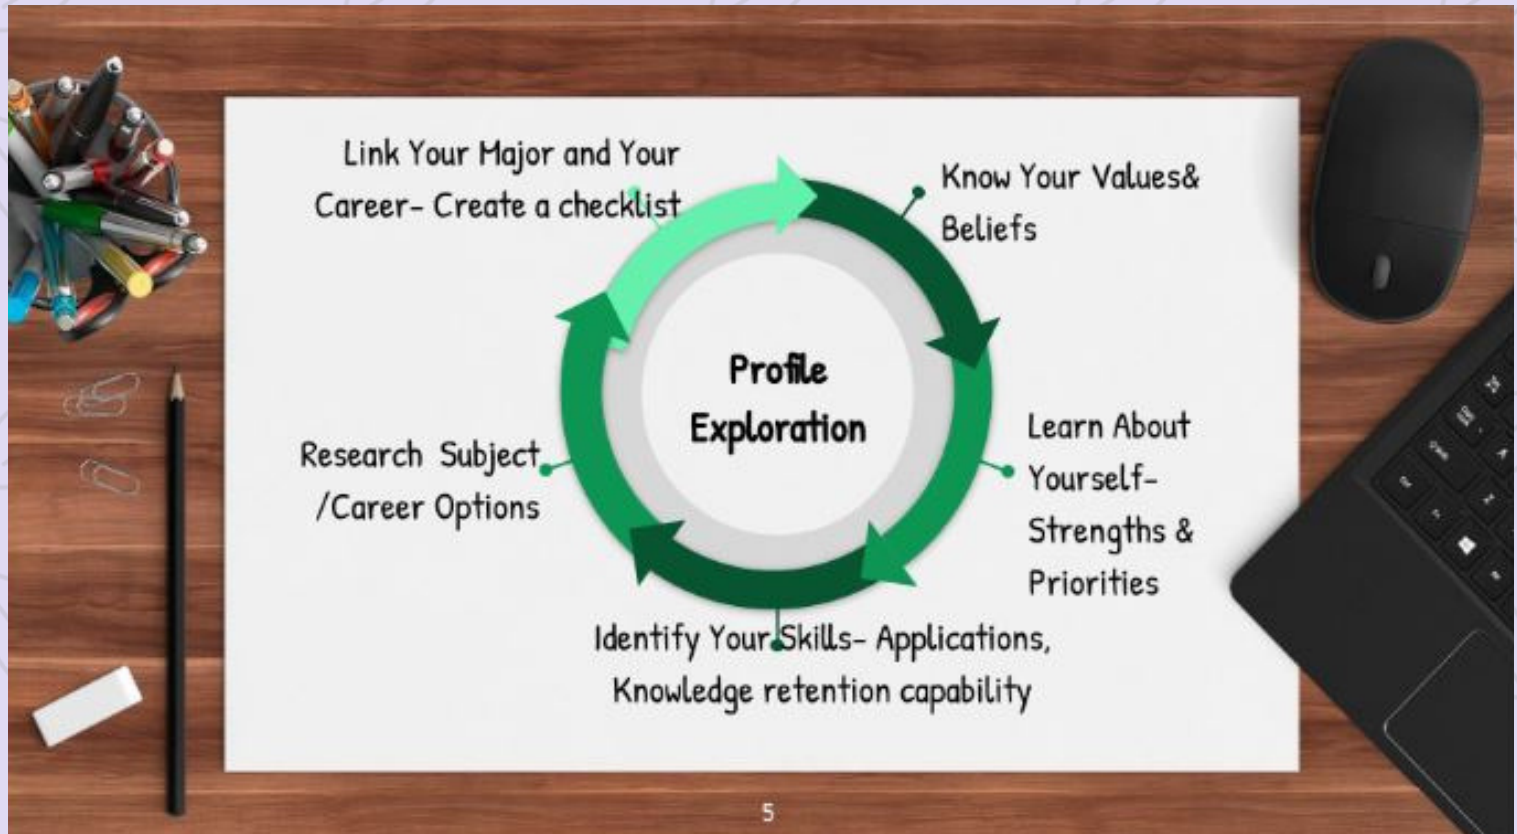 Link Your Major and Your
Career- Create a checklist
Know Your Values&
Beliefs
Learn About
Yourself-
Strengths &
Priorities
Identify Your Skills- Applications,
Knowledge retention capability
Research Subject
/Career Options
Profile
Exploration
5